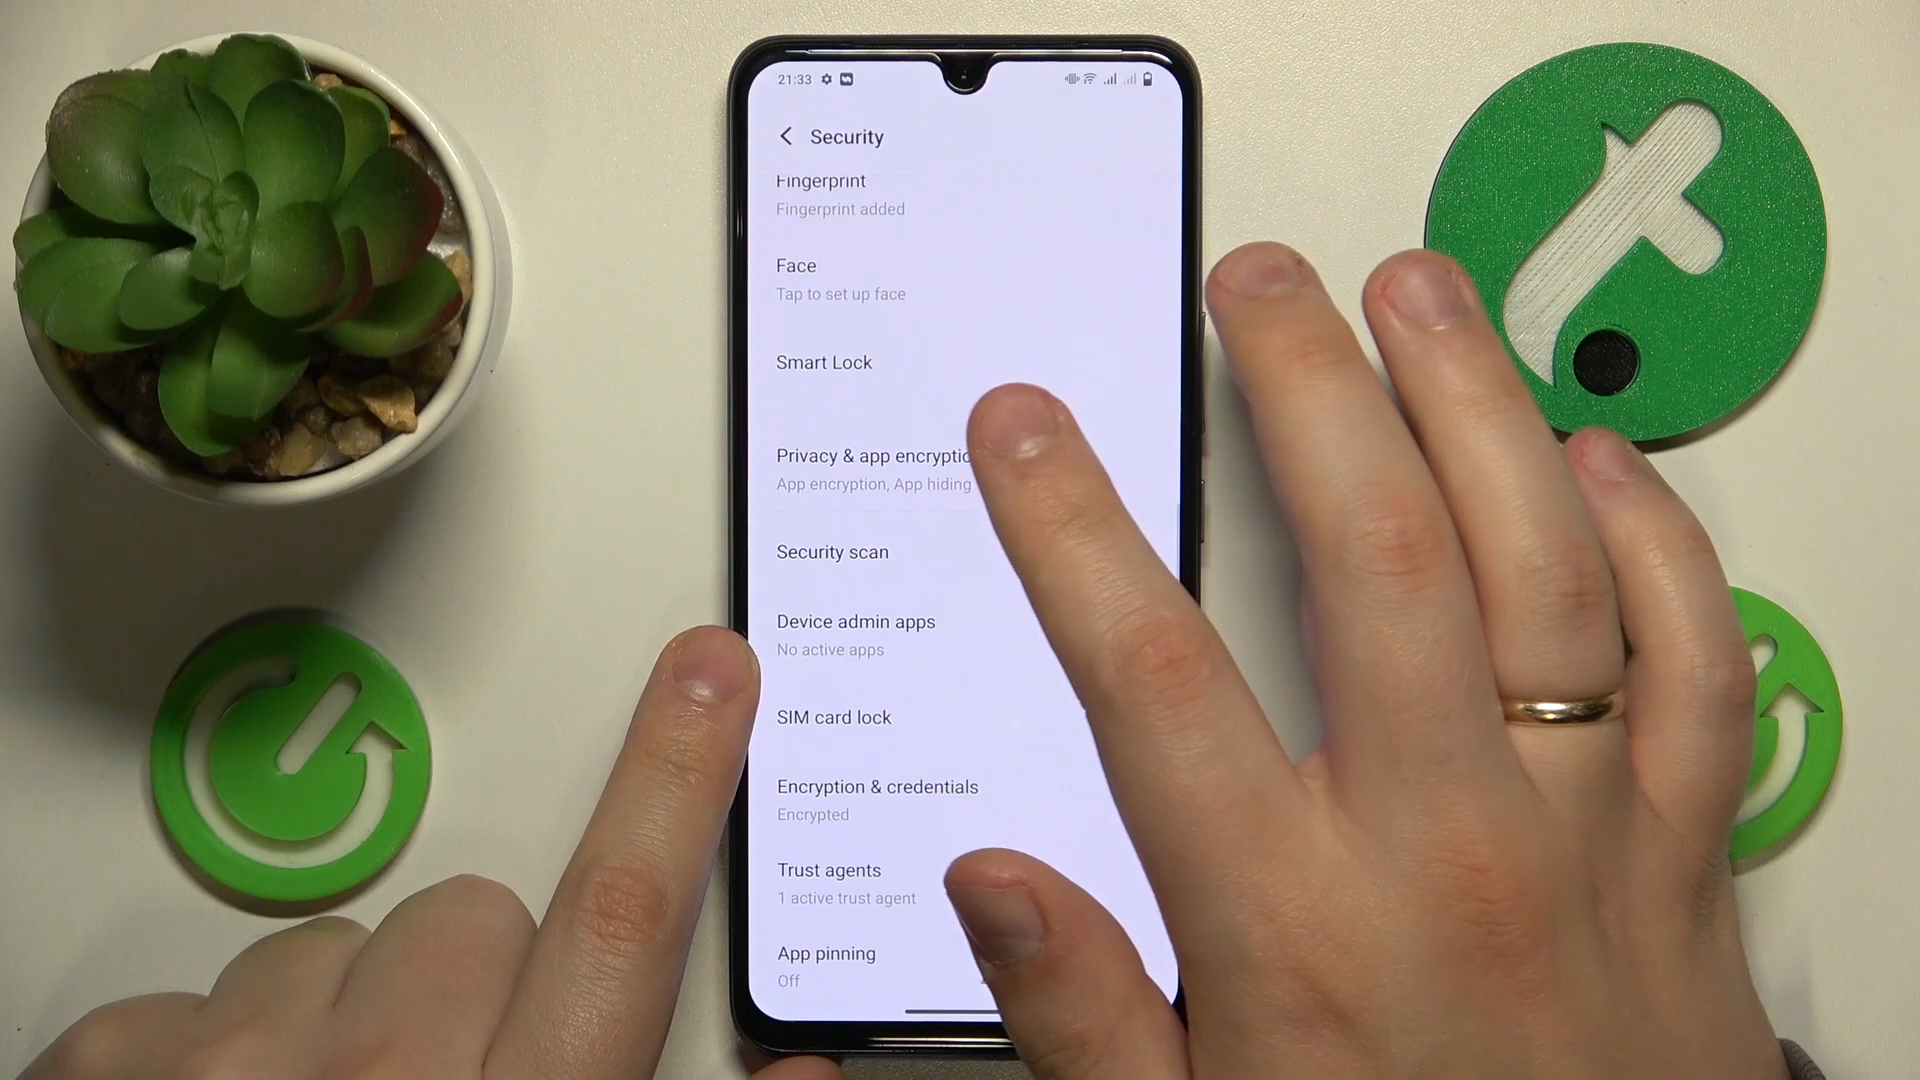 21:33
Security
Fingerprint
Fingerprint added
Face
Tap to set up face
Smart Lock
Privacy & app encryptio
App encryption, App hiding
Security scan
Device admin apps
No active apps
SIM card lock
Encryption & credentials
Encrypted
Trust agents
1 active trust agent
App pinning
Off